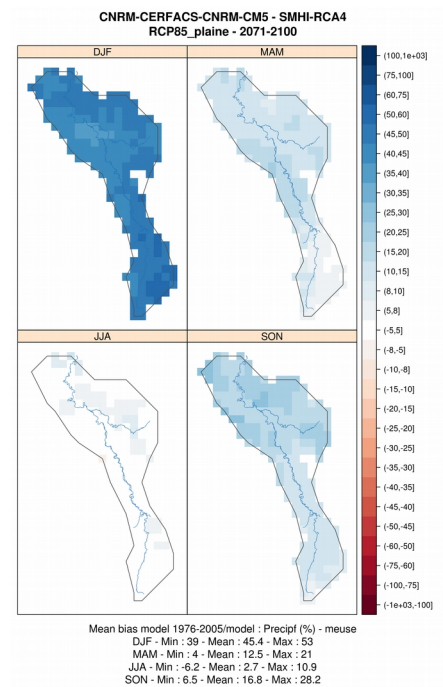 CNRM-CERFACS-CNRM-CM5 - SMHI-RCA4
RCP85_plaine - 2071-2100
DJF
MAM
JJA
SON
(100,1e+03]
(75,100]
(60,75]
(50,60]
(45,50]
(40,45]
(35,40]
(30,35]
(25,30]
(20,25]
(15,20]
(10,15]
(8,10]
(5,8]
(-5,5]
(-8,-5]
(-10,-8]
(-15,-10]
(-20,-15]
(-25,-20]
(-30,-25]
(-35,-30]
(-40,-35]
(-45,-40]
(-50,-45]
(-60,-50]
(-75,-60]
(-100,-75]
(-1e+03,-100]
Mean bias model 1976-2005/model : Precipf (%) - meuse
DJF - Min : 39 - Mean : 45.4 - Max : 53
MAM - Min : 4 - Mean : 12.5 - Max : 21
JJA - Min : -6.2 - Mean : 2.7 - Max : 10.9
SON - Min : 6.5 - Mean : 16.8 - Max : 28.2